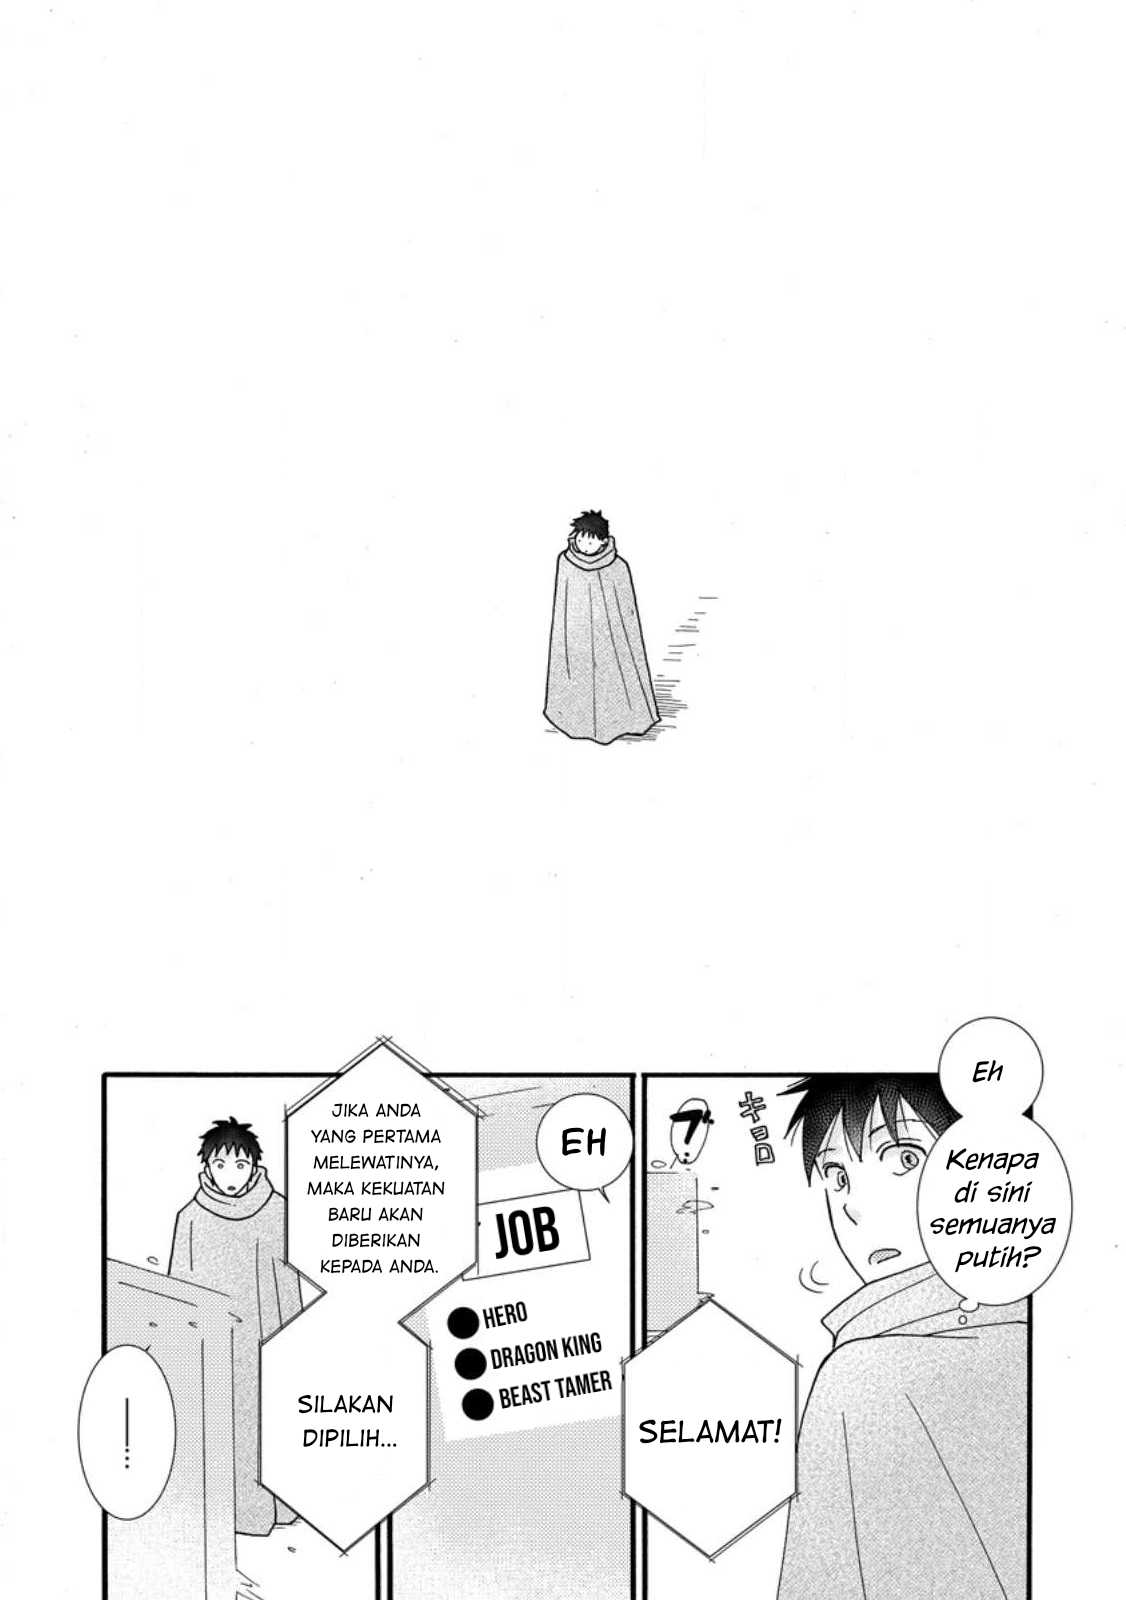 Eh
Kenapa
di sini
semuanya
putih?
キョロ
ブ
SELAMAT!
EH
JOB
HERO
DRAGON KING
BEAST TAMER
JIKA ANDA
YANG PERTAMA
MELEWATINYA,
MAKA KEKUATAN
BARU AKAN
DIBERIKAN
KEPADA ANDA.
SILAKAN
DIPILIH...